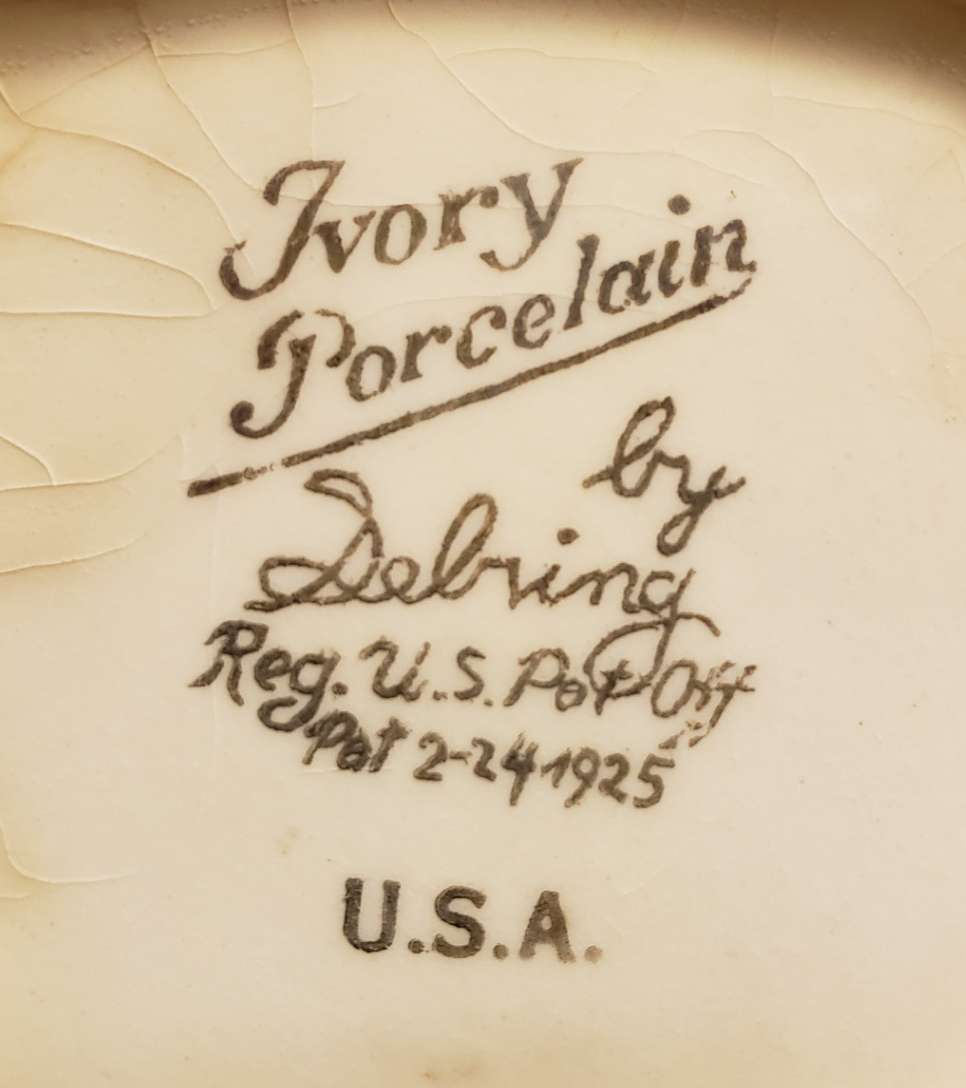 Ivory
Porcelain
by
Sebring
Reg. U.S. Pat Off
Pat 2-24-1925
U.S.A.